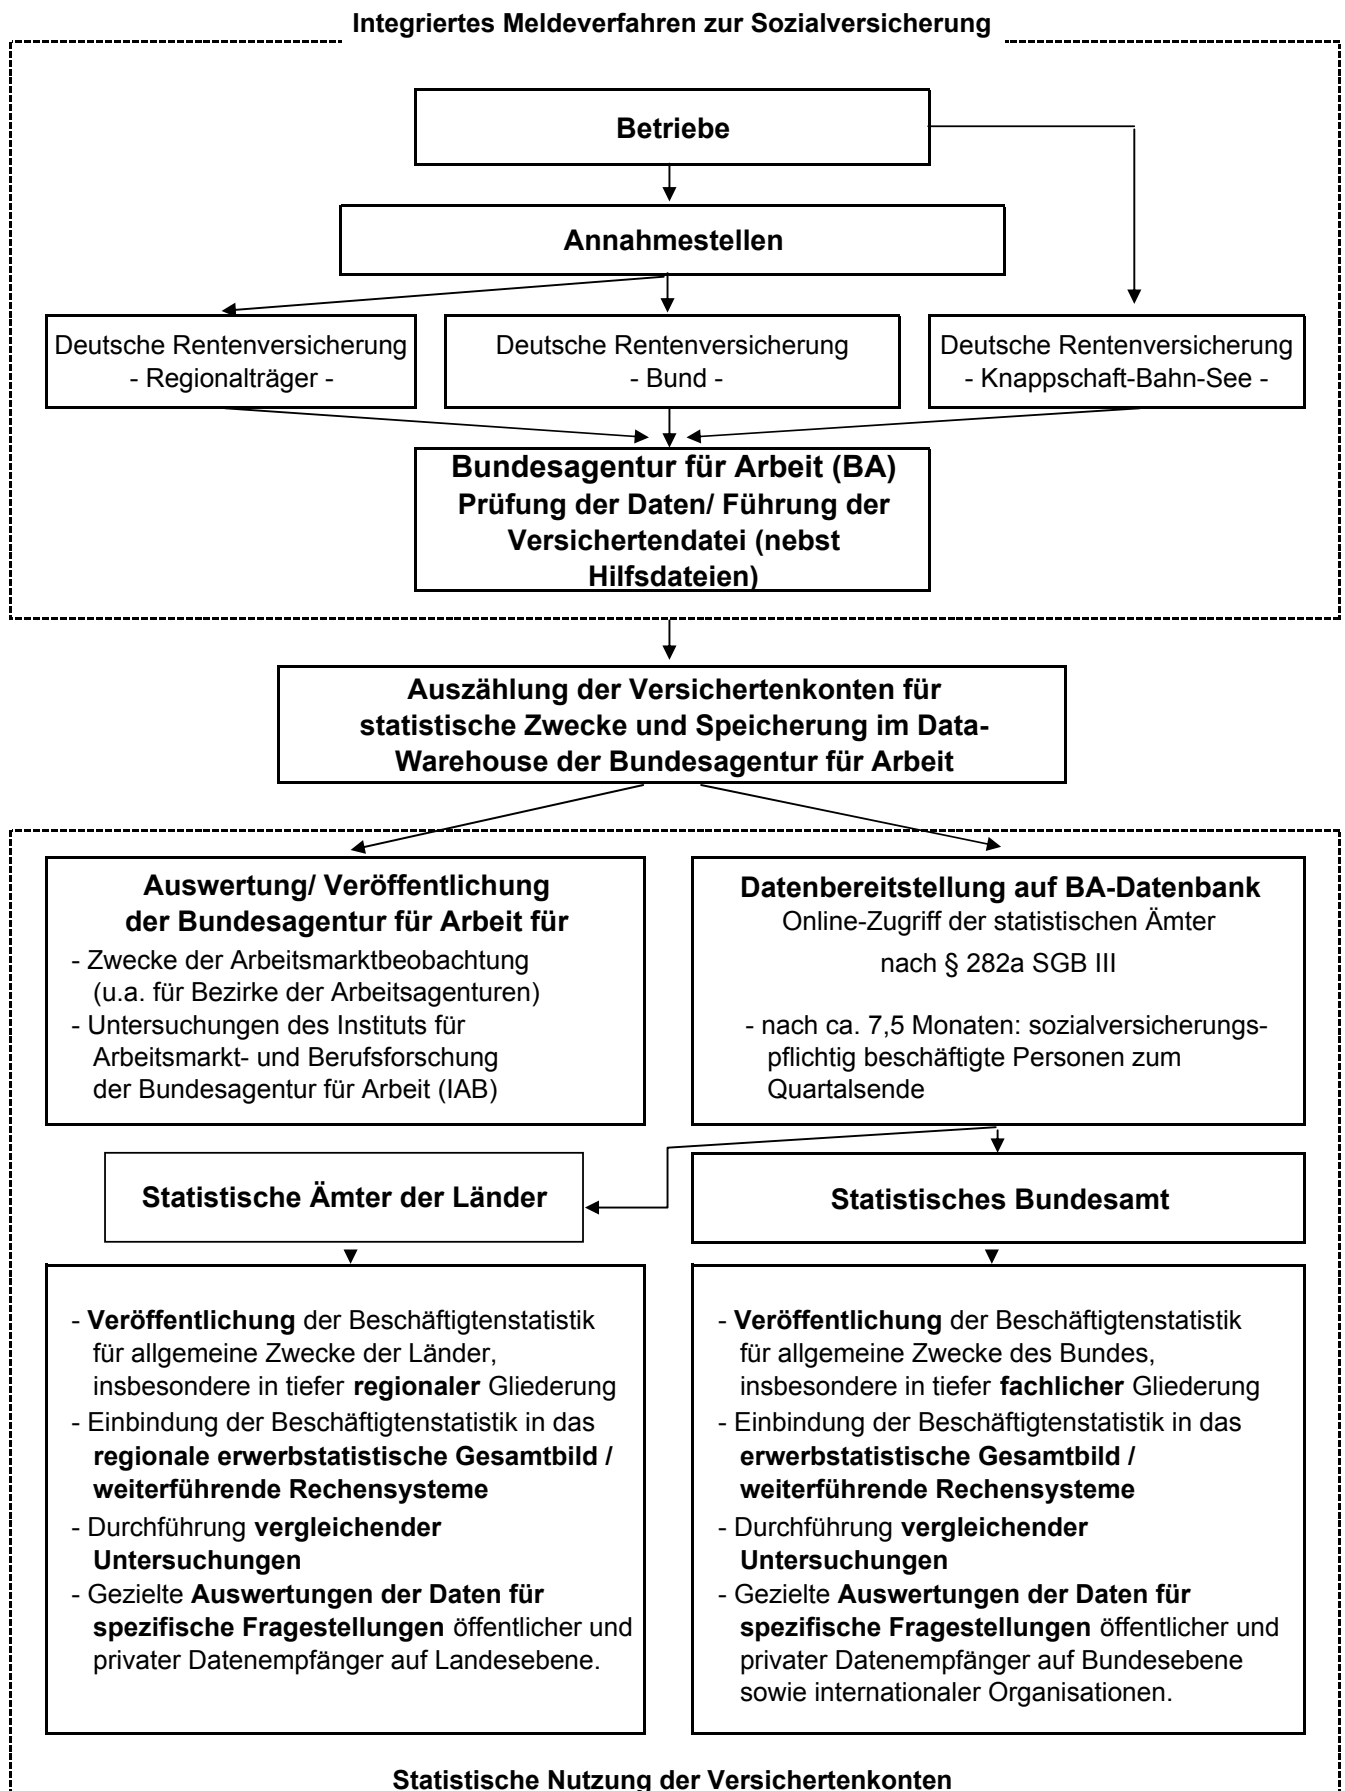 Integriertes Meldeverfahren zur Sozialversicherung
Betriebe
Annahmestellen
Deutsche Rentenversicherung
- Regionalträger -
Deutsche Rentenversicherung
- Bund -
Deutsche Rentenversicherung
- Knappschaft-Bahn-See -
Bundesagentur für Arbeit (BA)
Prüfung der Daten/ Führung der
Versichertendatei (nebst
Hilfsdateien)
Auszählung der Versichertenkonten für
statistische Zwecke und Speicherung im Data-
Warehouse der Bundesagentur für Arbeit
Auswertung/ Veröffentlichung
der Bundesagentur für Arbeit für
- Zwecke der Arbeitsmarktbeobachtung
(u.a. für Bezirke der Arbeitsagenturen)
- Untersuchungen des Instituts für
Arbeitsmarkt- und Berufsforschung
der Bundesagentur für Arbeit (IAB)
Datenbereitstellung auf BA-Datenbank
Online-Zugriff der statistischen Ämter
nach § 282a SGB III
- nach ca. 7,5 Monaten: sozialversicherungs-
pflichtig beschäftigte Personen zum
Quartalsende
Statistische Ämter der Länder
Statistisches Bundesamt
- Veröffentlichung der Beschäftigtenstatistik
für allgemeine Zwecke der Länder,
insbesondere in tiefer regionaler Gliederung
- Einbindung der Beschäftigtenstatistik in das
regionale erwerbstatistische Gesamtbild /
weiterführende Rechensysteme
- Durchführung vergleichender
Untersuchungen
- Gezielte Auswertungen der Daten für
spezifische Fragestellungen öffentlicher und
privater Datenempfänger auf Landesebene.
- Veröffentlichung der Beschäftigtenstatistik
für allgemeine Zwecke des Bundes,
insbesondere in tiefer fachlicher Gliederung
- Einbindung der Beschäftigtenstatistik in das
erwerbstatistische Gesamtbild /
weiterführende Rechensysteme
- Durchführung vergleichender
Untersuchungen
- Gezielte Auswertungen der Daten für
spezifische Fragestellungen öffentlicher und
privater Datenempfänger auf Bundesebene
sowie internationaler Organisationen.
Statistische Nutzung der Versichertenkonten